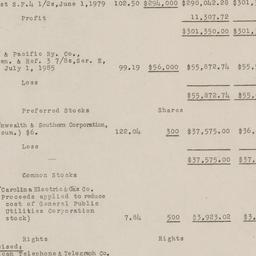 st S.F.4 1/2s,June 1,1979 102.50 $294,000 $298,042.28 $301,
Profit 11,307.72
$301,350.00 $301,
& Pacific Ry. Co.,
en. & Ref. 3 7/8s,Ser. E,
July 1, 1985 99.19 $56,000 $55,872.74 $55,
Loss
$55,872.74 $55,
Preferred Stocks Shares
nwealth & Southern Corporation,
sum.) $6. 122.04 300 $37,575.00 $36,
Loss
$37,575.00 $37,
Common Stocks
Carolina Electric & Gas Co.
Proceeds applied to reduce
cost of General Public
Utilities Corporation
stock) 7.84 500 $3,923.02 $3,
Rights Rights
ised:
can Telephone & Telegraph Co.